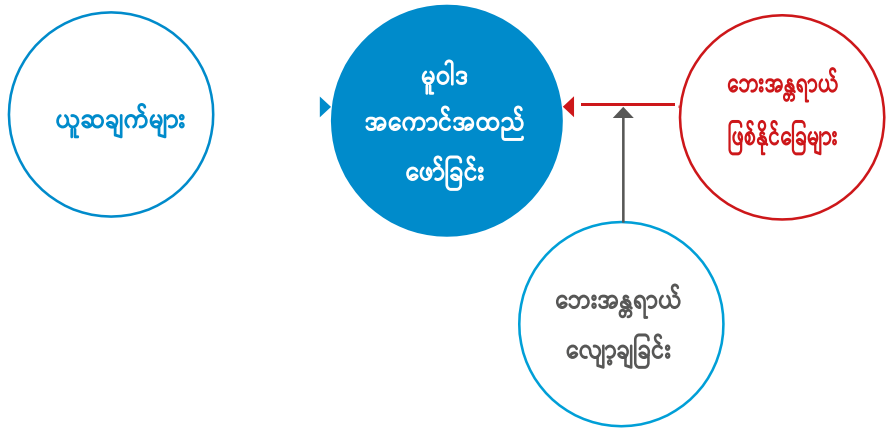 ယူဆချက်များ
မူဝါဒ
အကောင်အထည်
ဖော်ခြင်း
ဘေးအန္တရာယ်
ဖြစ်နိုင်ခြေများ
ဘေးအန္တရာယ်
လျော့ချခြင်း